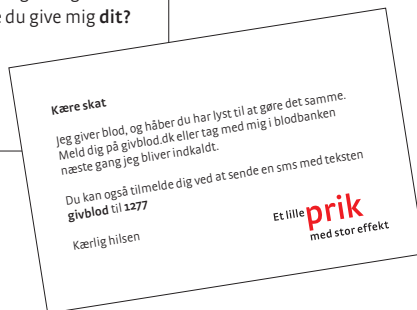 du give mig dit?
Kære skat
Jeg giver blod, og håber du har lyst til at gøre det samme.
Meld dig på givblod.dk eller tag med mig i blodbanken
næste gang jeg bliver indkaldt.
Du kan også tilmelde dig ved at sende en sms med teksten
givblod til 1277
Kærlig hilsen
Et lille prik
med stor effekt